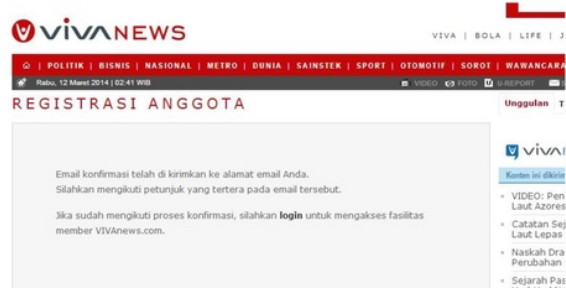 VIVANEWS
VIVA | BOLA | LIFE |
| POLITIK | BISNIS | NASIONAL | METRO | DUNIA | SAINSTEK | SPORT | OTOMOTIF | SOROT | WAWANCARA
Rabu, 12 Maret 2014 | 02:41 WIB
VIDEO FOTO U-REPORT
REGISTRASI ANGGOTA
Unggulan T
Email konfirmasi telah di kirimkan ke alamat email Anda.
Silahkan mengikuti petunjuk yang tertera pada email tersebut.
Jika sudah mengikuti proses konfirmasi, silahkan login untuk mengakses fasilitas
member VIVAnews.com.
VIVA
Konten ini dikirim
VIDEO: Pen
Laut Azores
Catatan Sej
Laut Lepas
Naskah Dra
Perubahan
Sejarah Pas